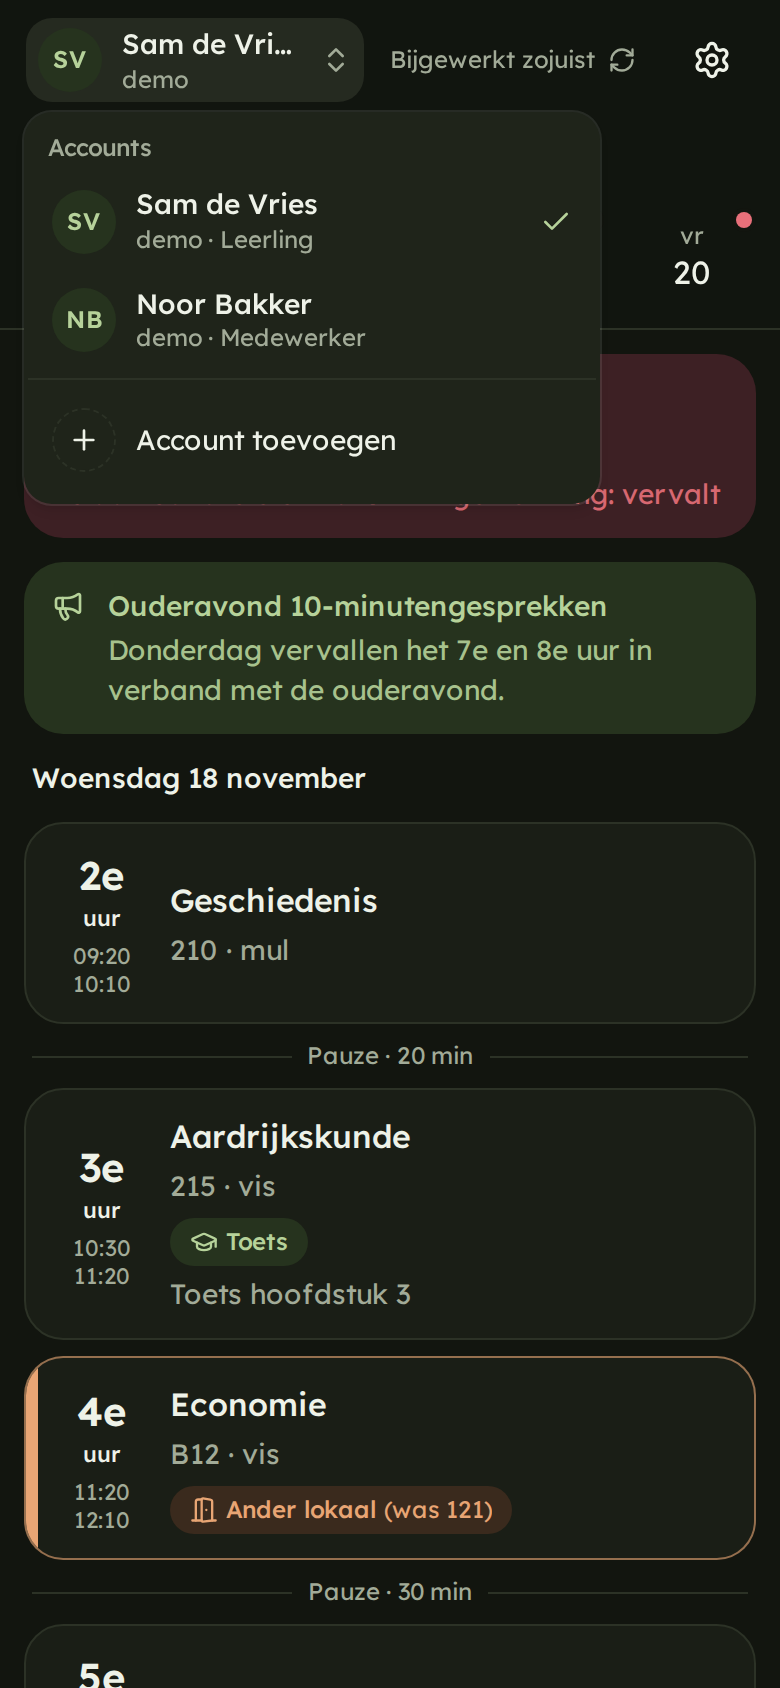 SV
Sam de Vri...
demo
Bijgewerkt zojuist
Accounts
SV
Sam de Vries
demo · Leerling
NB
Noor Bakker
demo · Medewerker
Account toevoegen
vr
20
vervalt
Ouderavond 10-minutengesprekken
Donderdag vervallen het 7e en 8e uur in
verband met de ouderavond.
Woensdag 18 november
2e
uur
09:20
10:10
Geschiedenis
210 · mul
Pauze · 20 min
3e
uur
10:30
11:20
Aardrijkskunde
215 · vis
Toets
Toets hoofdstuk 3
4e
uur
11:20
12:10
Economie
B12 · vis
Ander lokaal (was 121)
Pauze · 30 min
5e